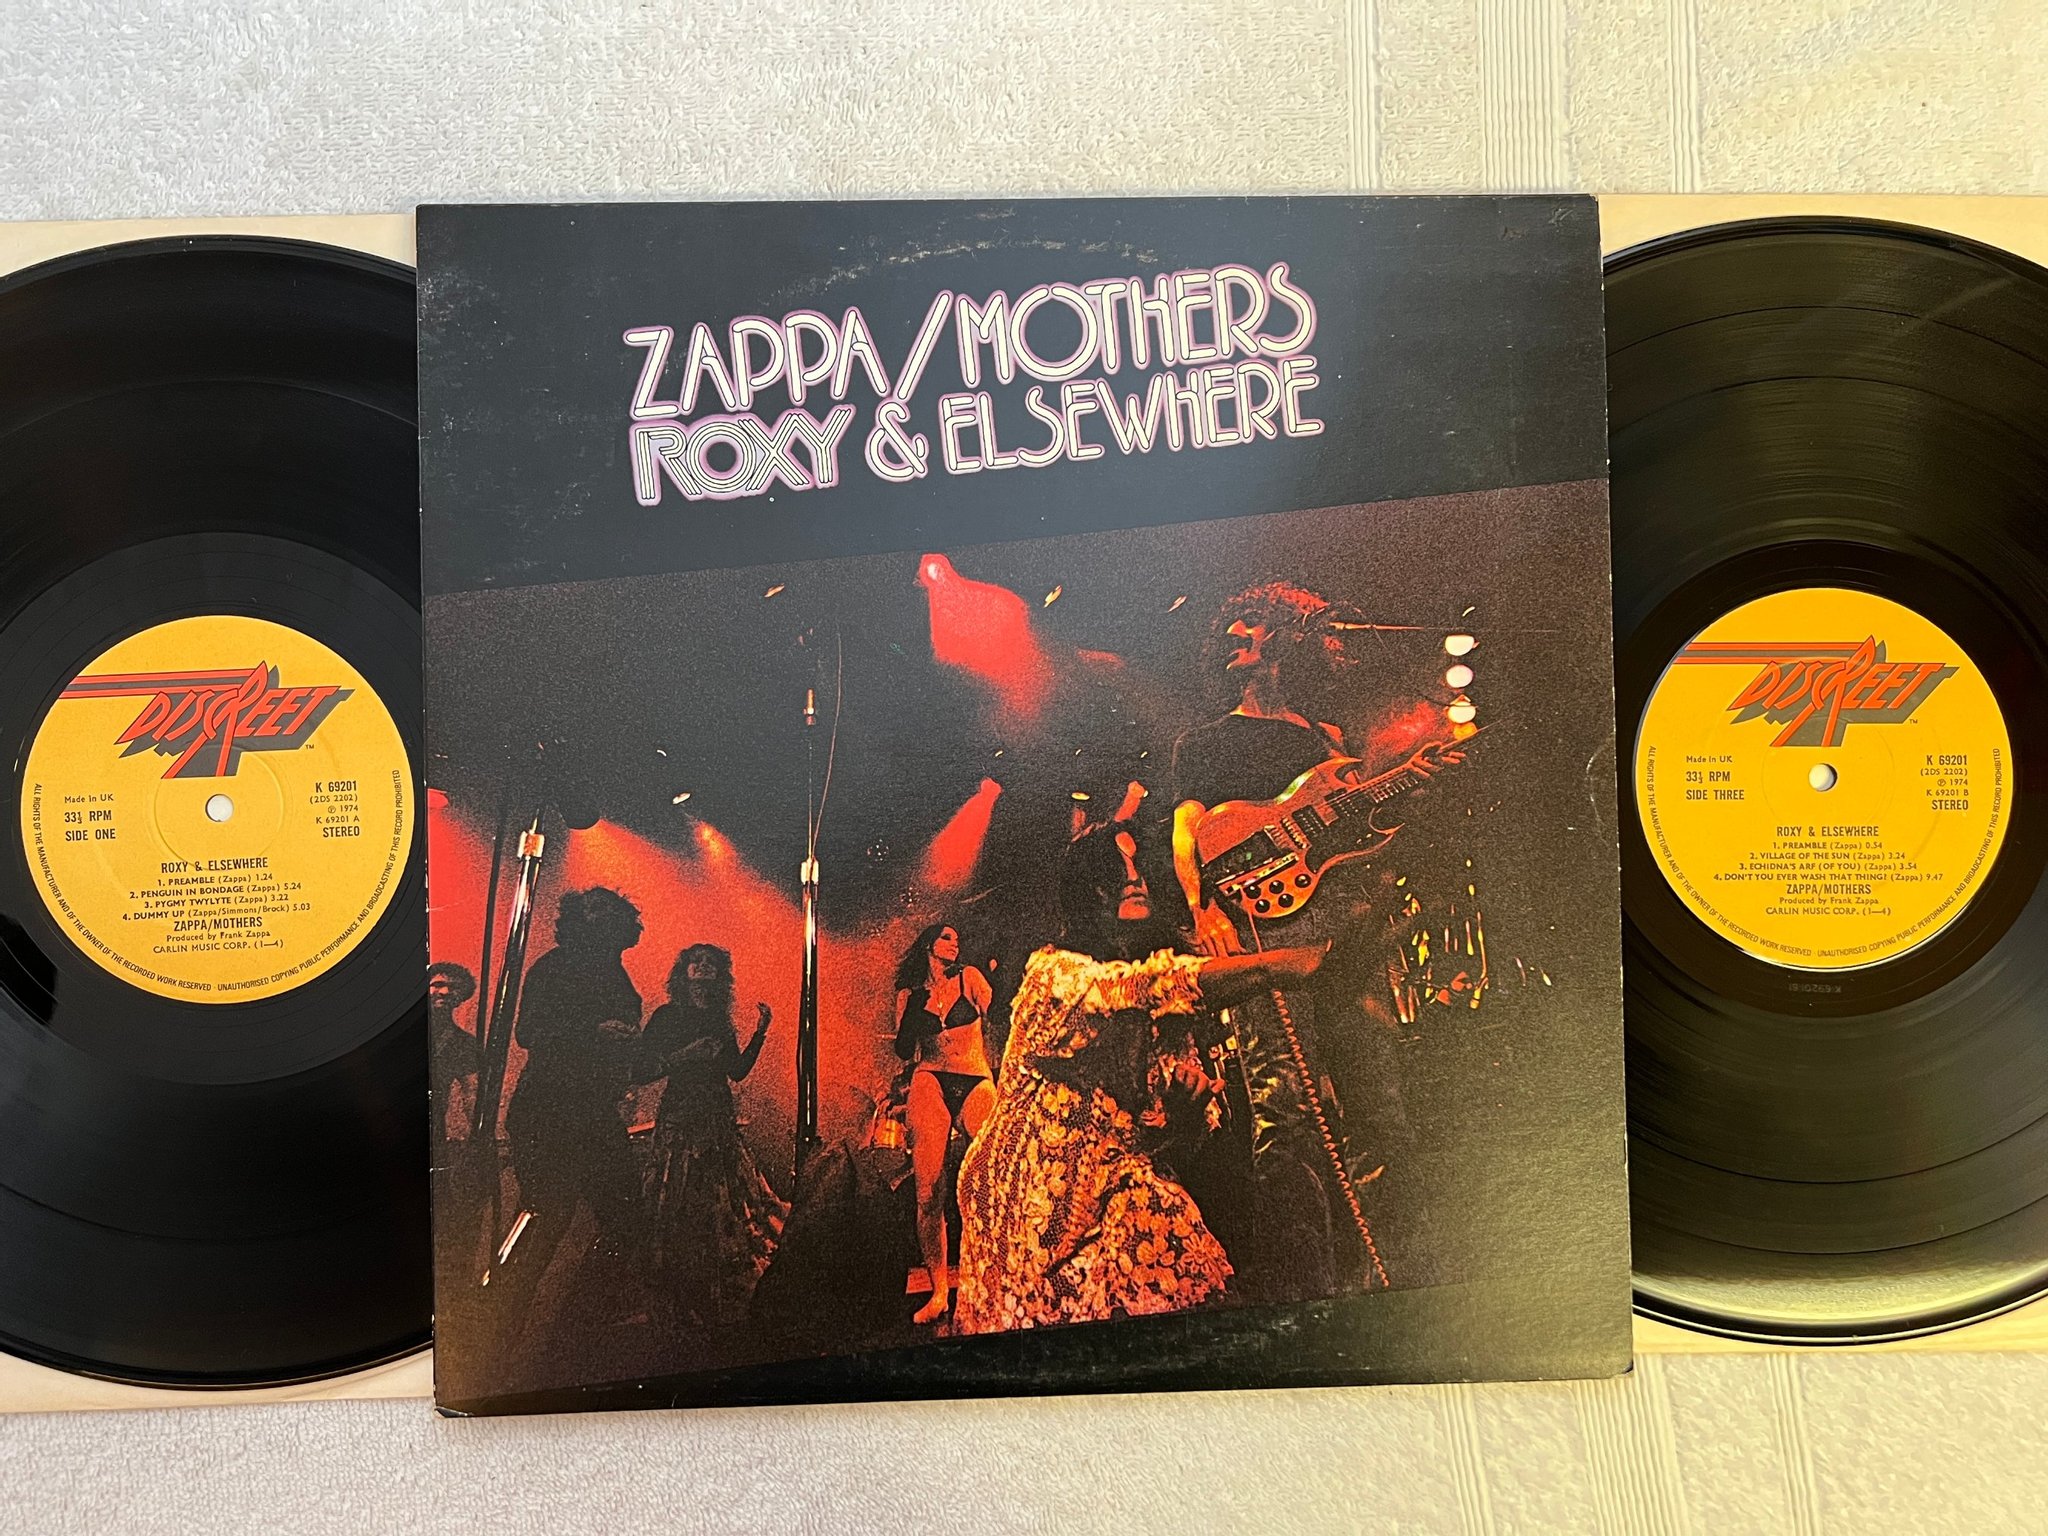 ZAPPA/MOTHERS
ROXY & ELSEWHERE
DISCREET
TM
Made In UK
33⅓ RPM
SIDE ONE
K 69201
(2DS 2202)
℗ 1974
K 69201 A
STEREO
ROXY & ELSEWHERE
1. PREAMBLE (Zappa) 1.24
2. PENGUIN IN BONDAGE (Zappa) 5.24
3. PYGMY TWYLYTE (Zappa) 3.22
4. DUMMY UP (Zappa/Simmons/Brock) 5.03
ZAPPA/MOTHERS
Produced by Frank Zappa
CARLIN MUSIC CORP. (1—4)
ALL RIGHTS OF THE MANUFACTURER AND OF THE OWNER OF THE RECORDED WORK RESERVED · UNAUTHORISED COPYING PUBLIC PERFORMANCE AND BROADCASTING OF THIS RECORD PROHIBITED
DISCREET
TM
Made In UK
33⅓ RPM
SIDE THREE
K 69201
(2DS 2202)
℗ 1974
K 69201 B
STEREO
ROXY & ELSEWHERE
1. PREAMBLE (Zappa) 0.54
2. VILLAGE OF THE SUN (Zappa) 3.24
3. ECHIDNA'S ARF (OF YOU) (Zappa) 3.54
4. DON'T YOU EVER WASH THAT THING? (Zappa) 9.47
ZAPPA/MOTHERS
Produced by Frank Zappa
CARLIN MUSIC CORP. (1—4)
ALL RIGHTS OF THE MANUFACTURER AND OF THE OWNER OF THE RECORDED WORK RESERVED · UNAUTHORISED COPYING PUBLIC PERFORMANCE AND BROADCASTING OF THIS RECORD PROHIBITED